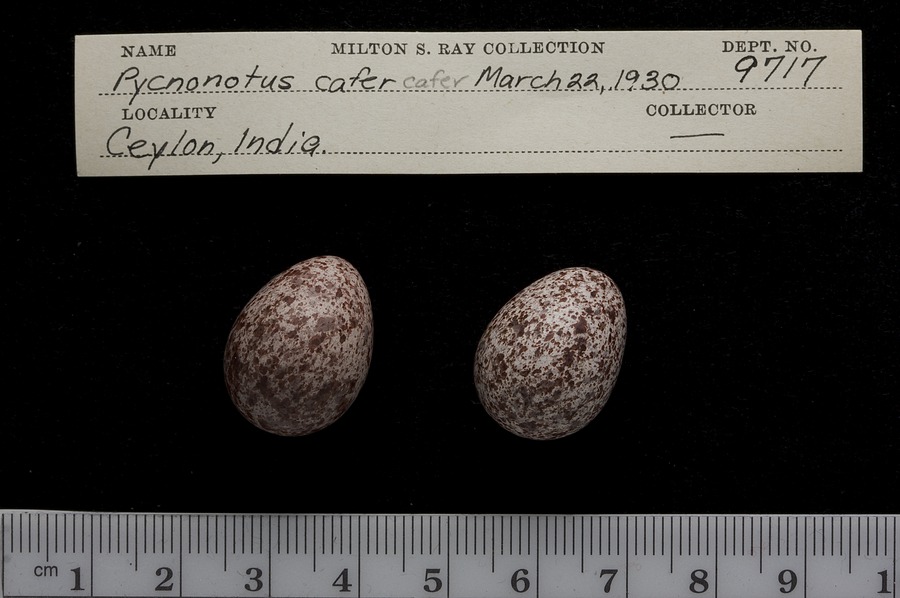 NAME MILTON S. RAY COLLECTION DEPT. NO.
Pycnonotus cafer cafer March 22, 1930 9717
LOCALITY COLLECTOR
Ceylon, India. —
cm 1 2 3 4 5 6 7 8 9 1